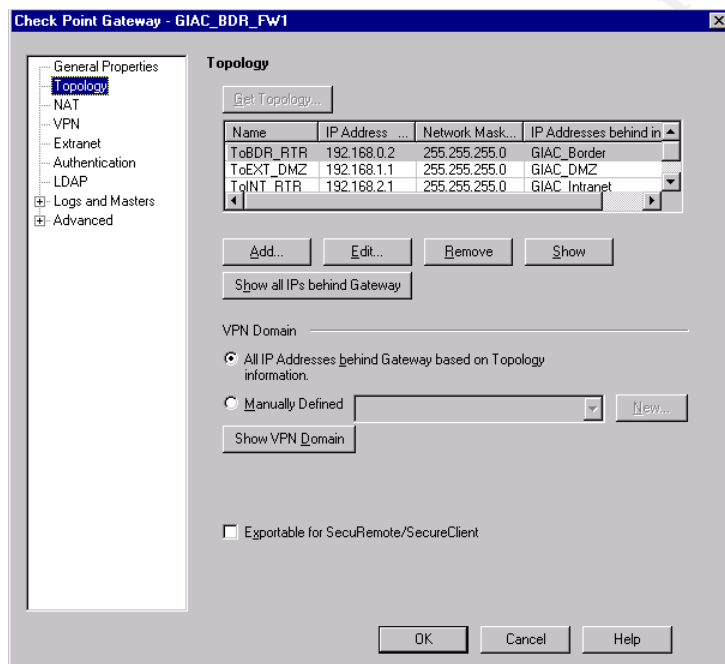 Check Point Gateway - GIAC_BDR_FW1
General Properties
Topology
NAT
VPN
Extranet
Authentication
LDAP
Logs and Masters
Advanced
Topology
Get Topology...
Name IP Address ... Network Mask... IP Addresses behind in
ToBDR_RTR 192.168.0.2 255.255.255.0 GIAC_Border
ToEXT_DMZ 192.168.1.1 255.255.255.0 GIAC_DMZ
ToINT_RTR 192.168.2.1 255.255.255.0 GIAC_Intranet
Add... Edit... Remove Show
Show all IPs behind Gateway
VPN Domain
All IP Addresses behind Gateway based on Topology
information.
Manually Defined New...
Show VPN Domain
Exportable for SecuRemote/SecureClient
OK Cancel Help